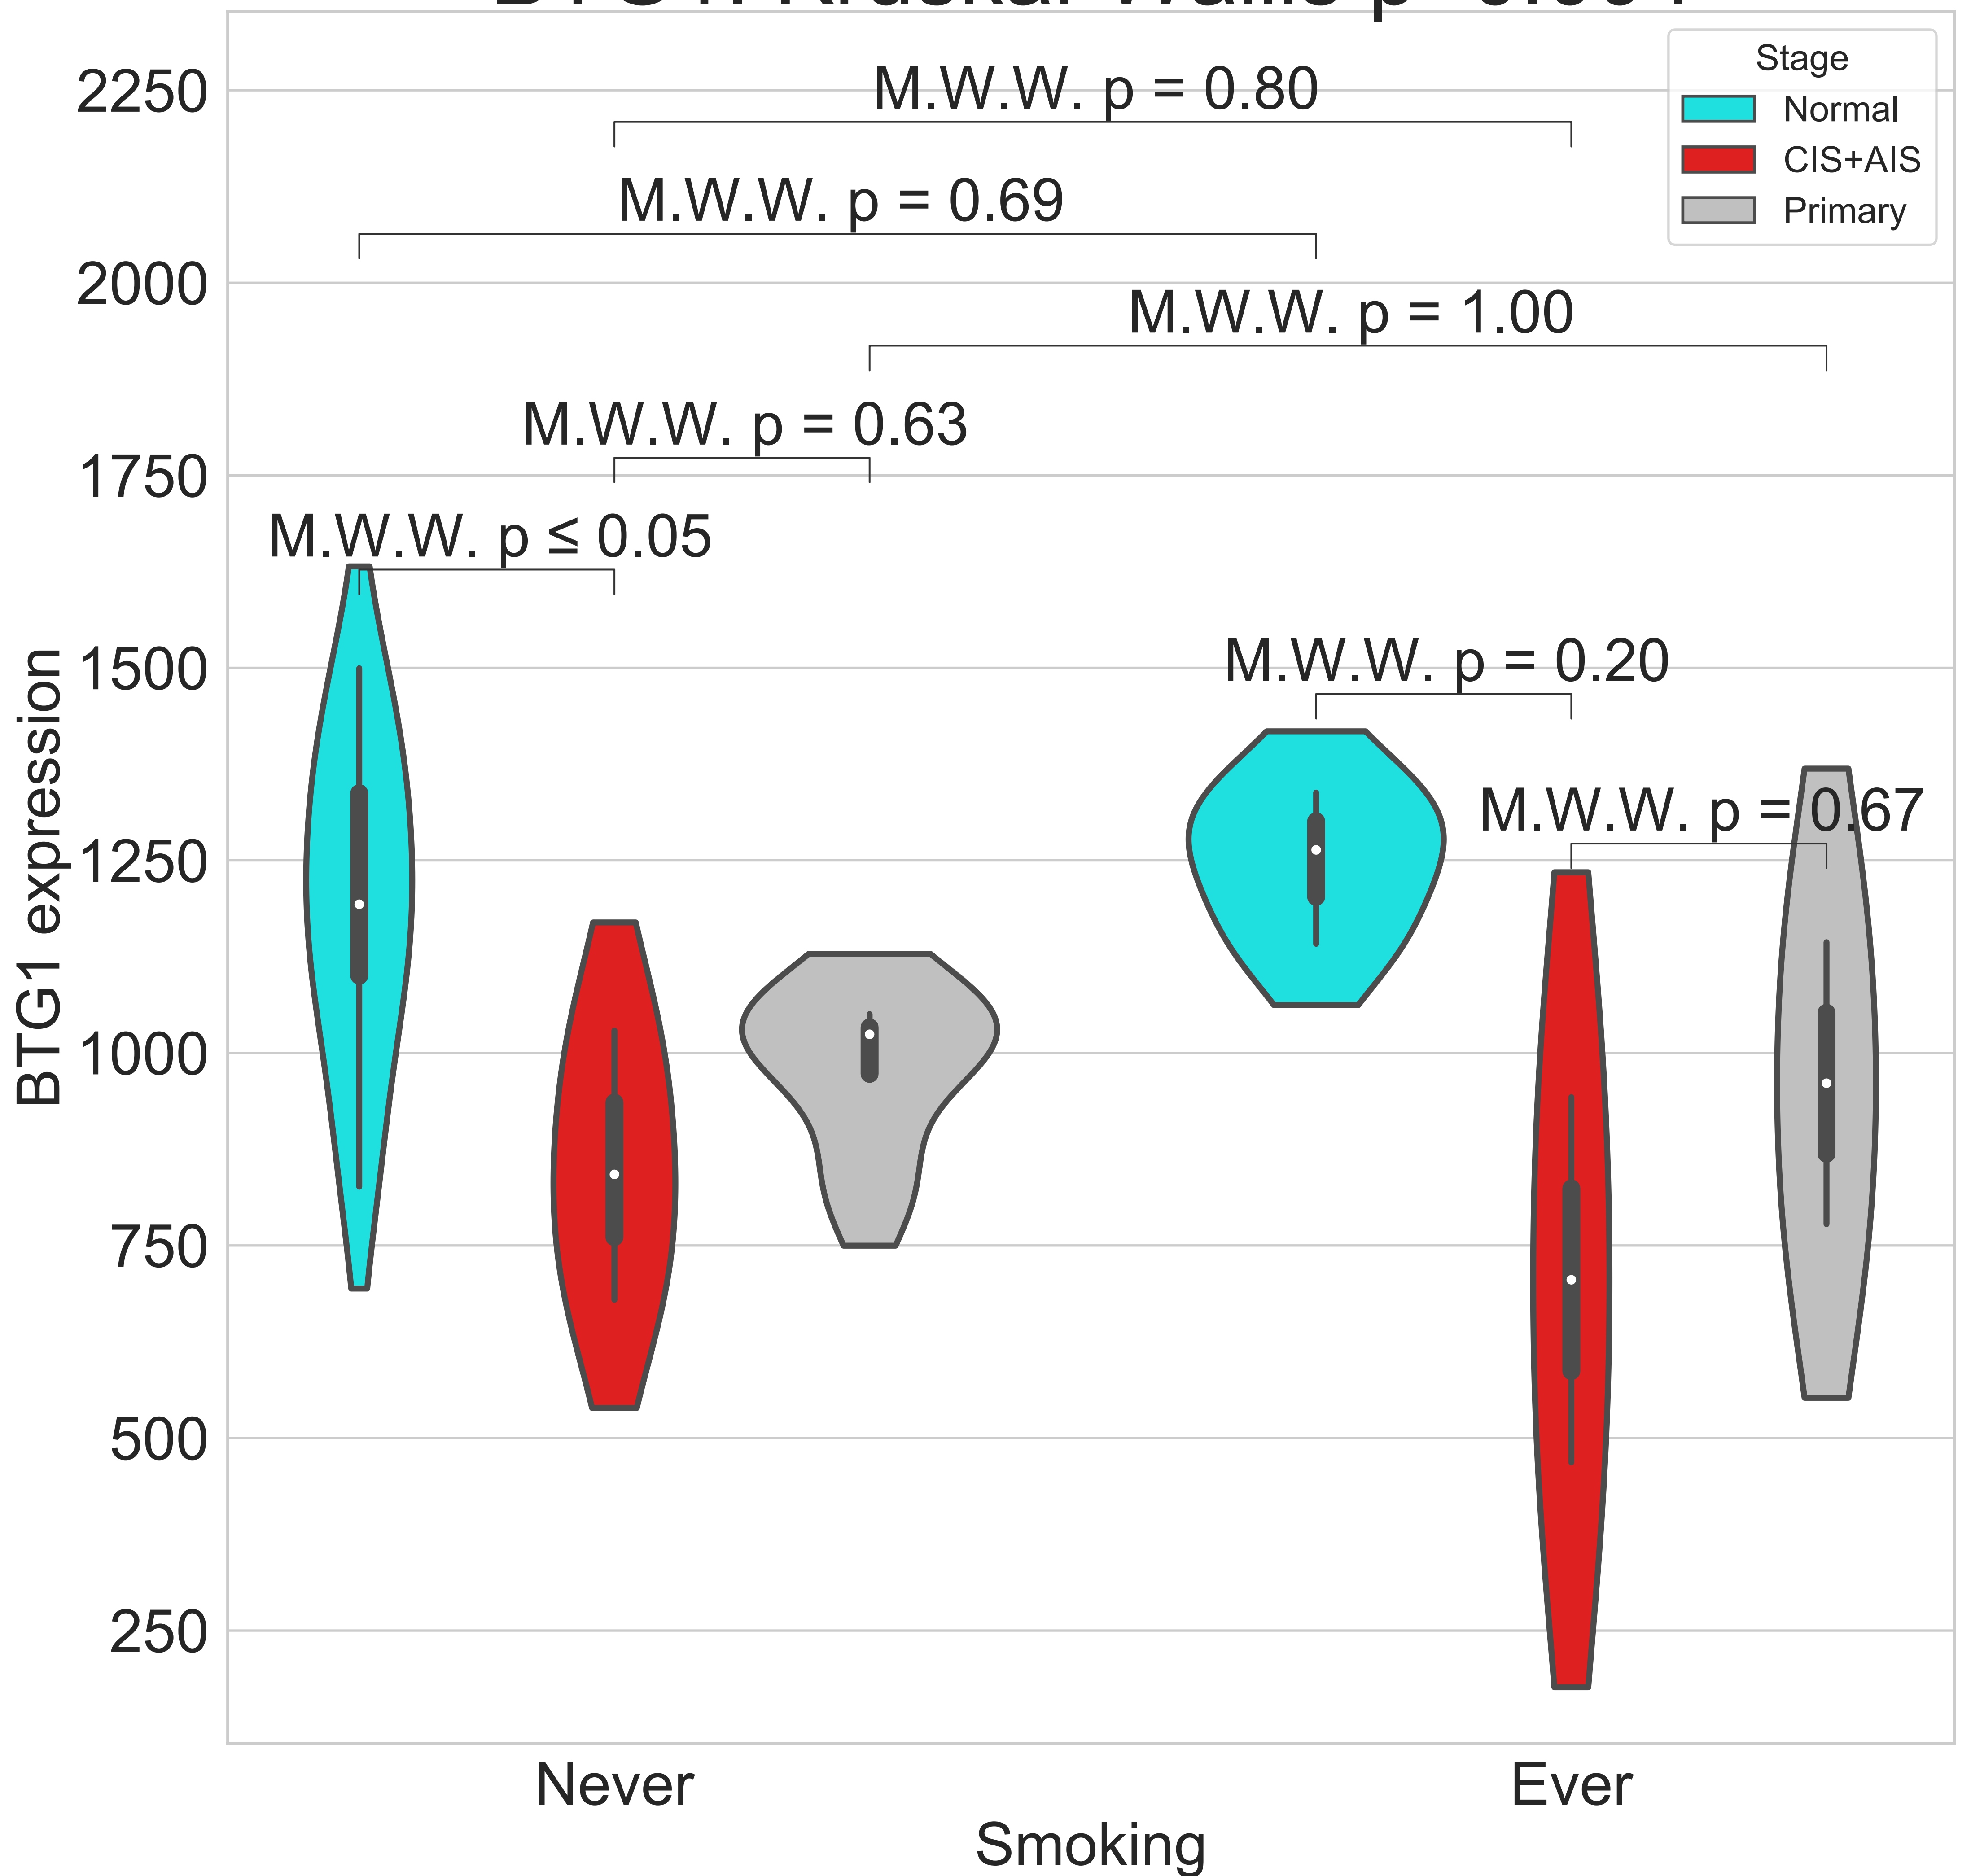 2250
2000
1750
1500
1250
1000
750
500
250
BTG1 expression
Stage
Normal
CIS+AIS
Primary
M.W.W. p = 0.80
M.W.W. p = 0.69
M.W.W. p = 1.00
M.W.W. p = 0.63
M.W.W. p ≤ 0.05
M.W.W. p = 0.20
M.W.W. p = 0.67
Never
Ever
Smoking